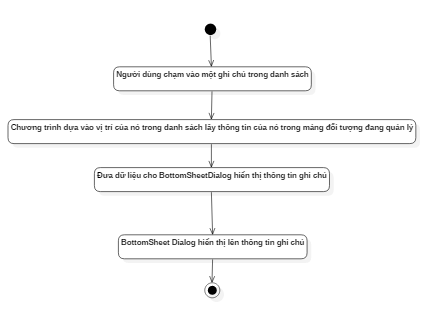 Người dùng chạm vào một ghi chú trong danh sách
Chương trình dựa vào vị trí của nó trong danh sách lấy thông tin của nó trong mảng đối tượng đang quản lý
Đưa dữ liệu cho BottomSheetDialog hiển thị thông tin ghi chú
BottomSheet Dialog hiển thị lên thông tin ghi chú